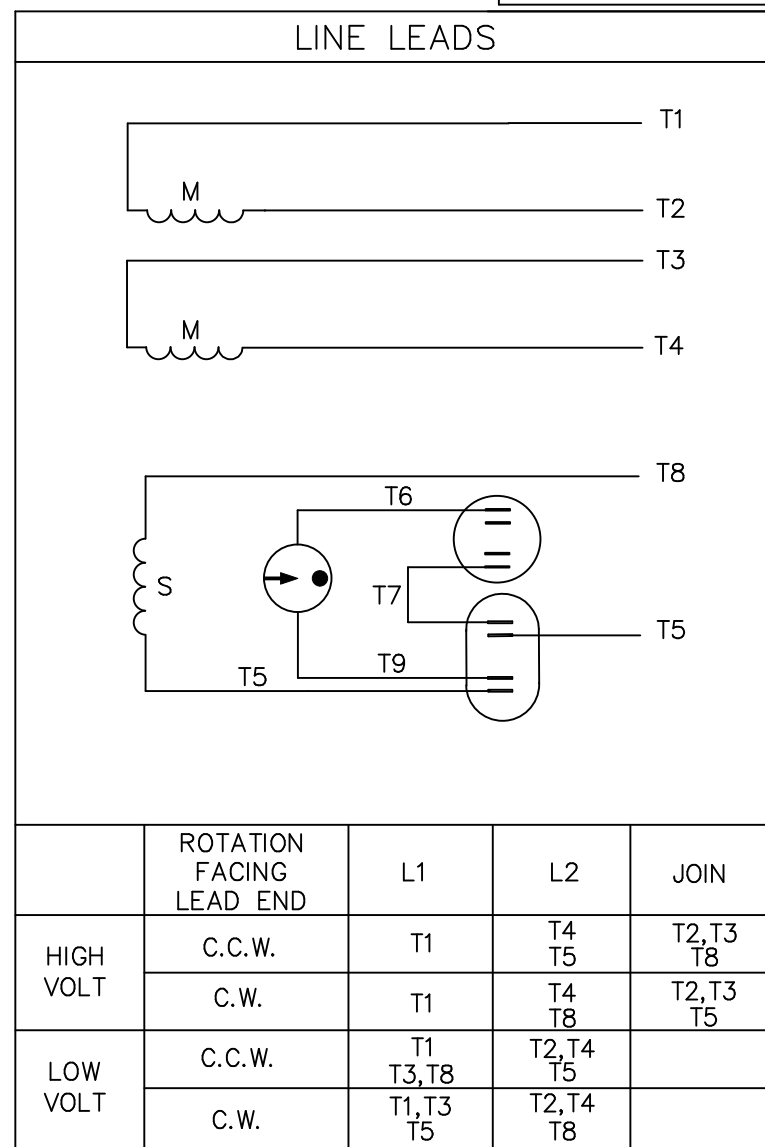 LINE LEADS
T1
M
T2
T3
M
T4
T8
T6
S
T7
T5
T9
T5
ROTATION
FACING
LEAD END
L1
L2
JOIN
HIGH
VOLT
C.C.W.
T1
T4
T5
T2,T3
T8
C.W.
T1
T4
T8
T2,T3
T5
LOW
VOLT
C.C.W.
T1
T3,T8
T2,T4
T5
C.W.
T1,T3
T5
T2,T4
T8